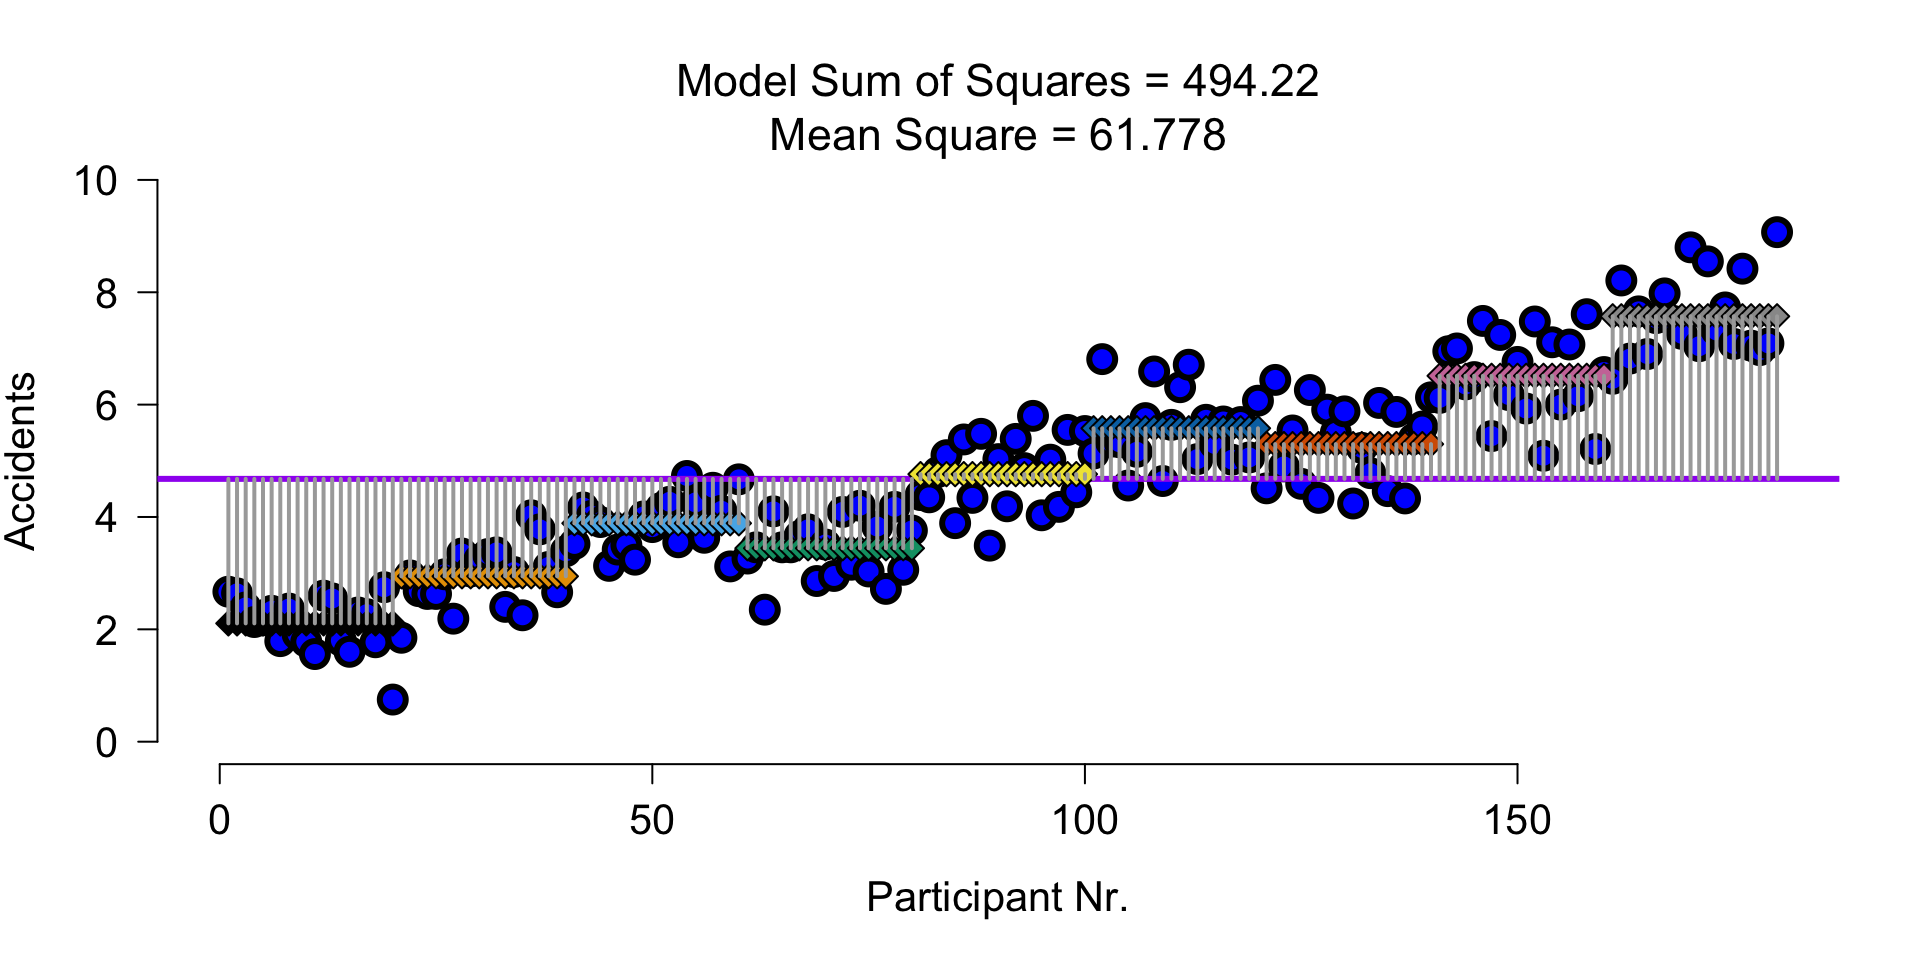 Model Sum of Squares = 494.22
Mean Square = 61.778
10
8
6
4
2
0
Accidents
0 50 100 150
Participant Nr.